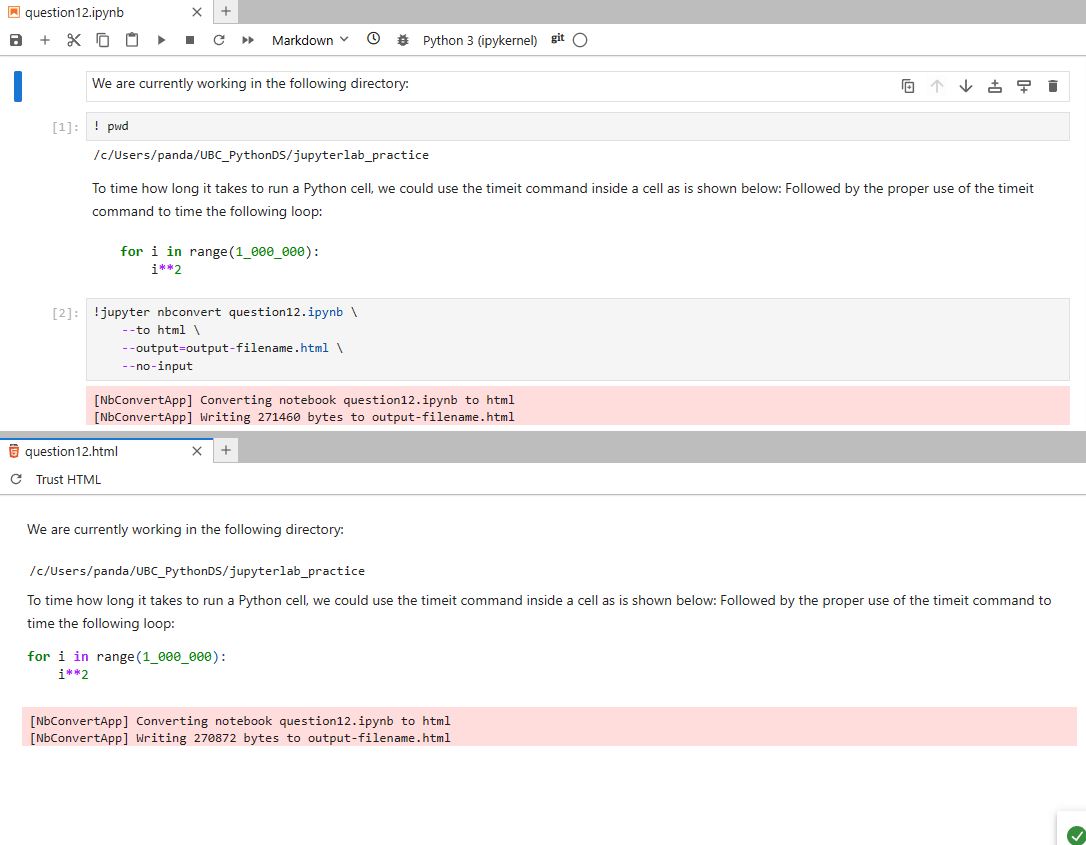 question12.ipynb
Markdown
Python 3 (ipykernel)
git
We are currently working in the following directory:
[1]:
! pwd
/c/Users/panda/UBC_PythonDS/jupyterlab_practice
To time how long it takes to run a Python cell, we could use the timeit command inside a cell as is shown below: Followed by the proper use of the timeit
command to time the following loop:
for i in range(1_000_000):
    i**2
[2]:
!jupyter nbconvert question12.ipynb \
    --to html \
    --output=output-filename.html \
    --no-input
[NbConvertApp] Converting notebook question12.ipynb to html
[NbConvertApp] Writing 271460 bytes to output-filename.html
question12.html
Trust HTML
We are currently working in the following directory:
/c/Users/panda/UBC_PythonDS/jupyterlab_practice
To time how long it takes to run a Python cell, we could use the timeit command inside a cell as is shown below: Followed by the proper use of the timeit command to
time the following loop:
for i in range(1_000_000):
    i**2
[NbConvertApp] Converting notebook question12.ipynb to html
[NbConvertApp] Writing 270872 bytes to output-filename.html